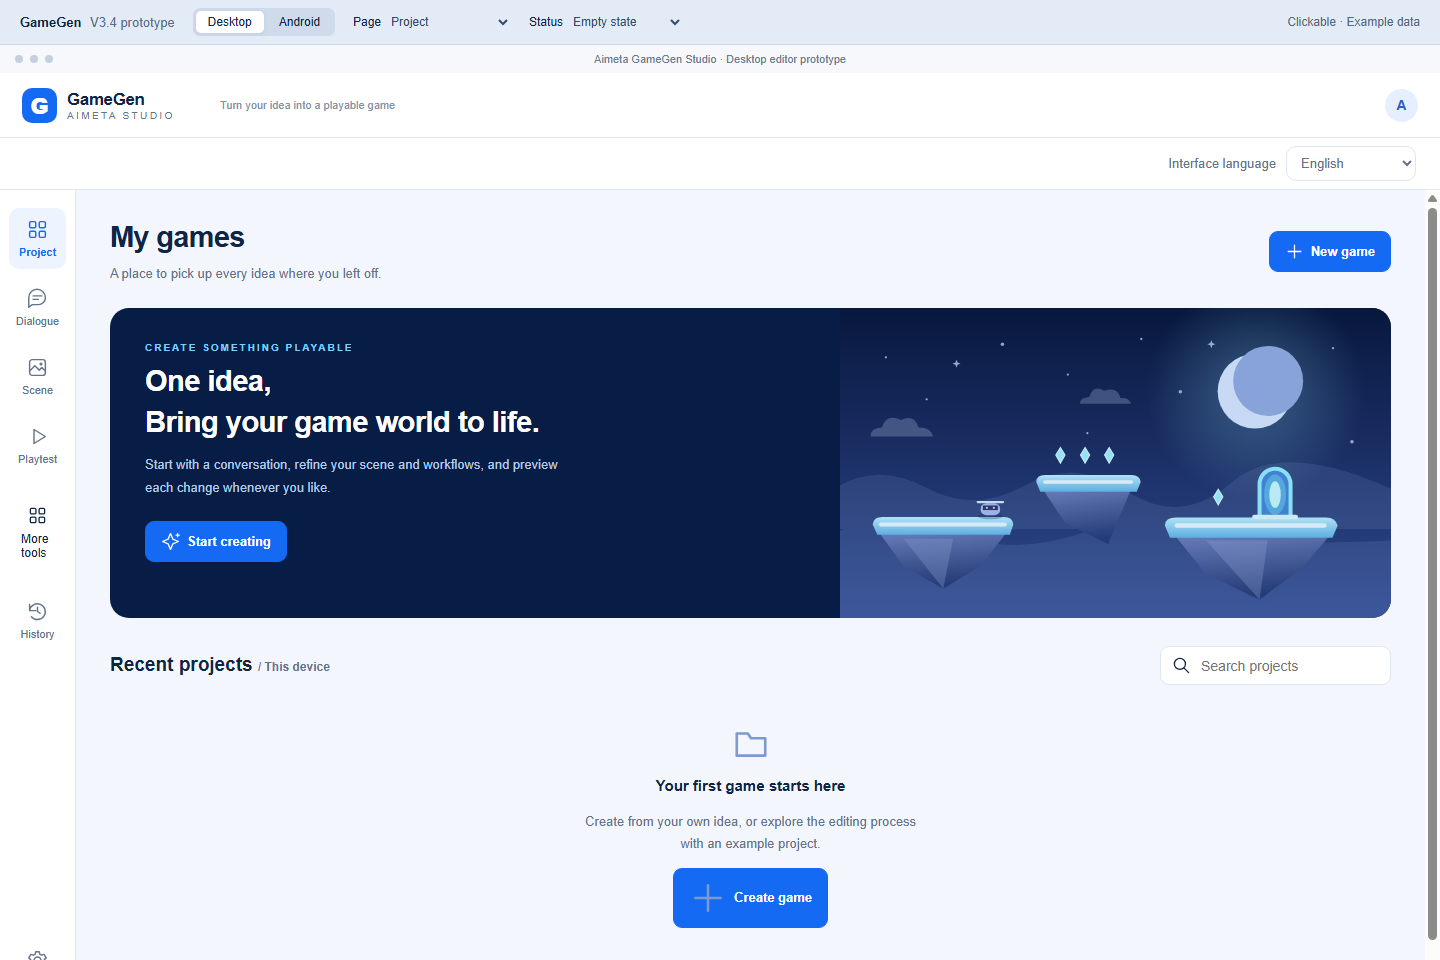 GameGen V3.4 prototype Desktop Android Page Project Status Empty state Clickable · Example data
Aimeta GameGen Studio · Desktop editor prototype
G GameGen
AIMETA STUDIO
Turn your idea into a playable game
A
Interface language English
Project
Dialogue
Scene
Playtest
More
tools
History
My games
A place to pick up every idea where you left off.
New game
CREATE SOMETHING PLAYABLE
One idea,
Bring your game world to life.
Start with a conversation, refine your scene and workflows, and preview
each change whenever you like.
Start creating
Recent projects / This device
Search projects
Your first game starts here
Create from your own idea, or explore the editing process
with an example project.
Create game